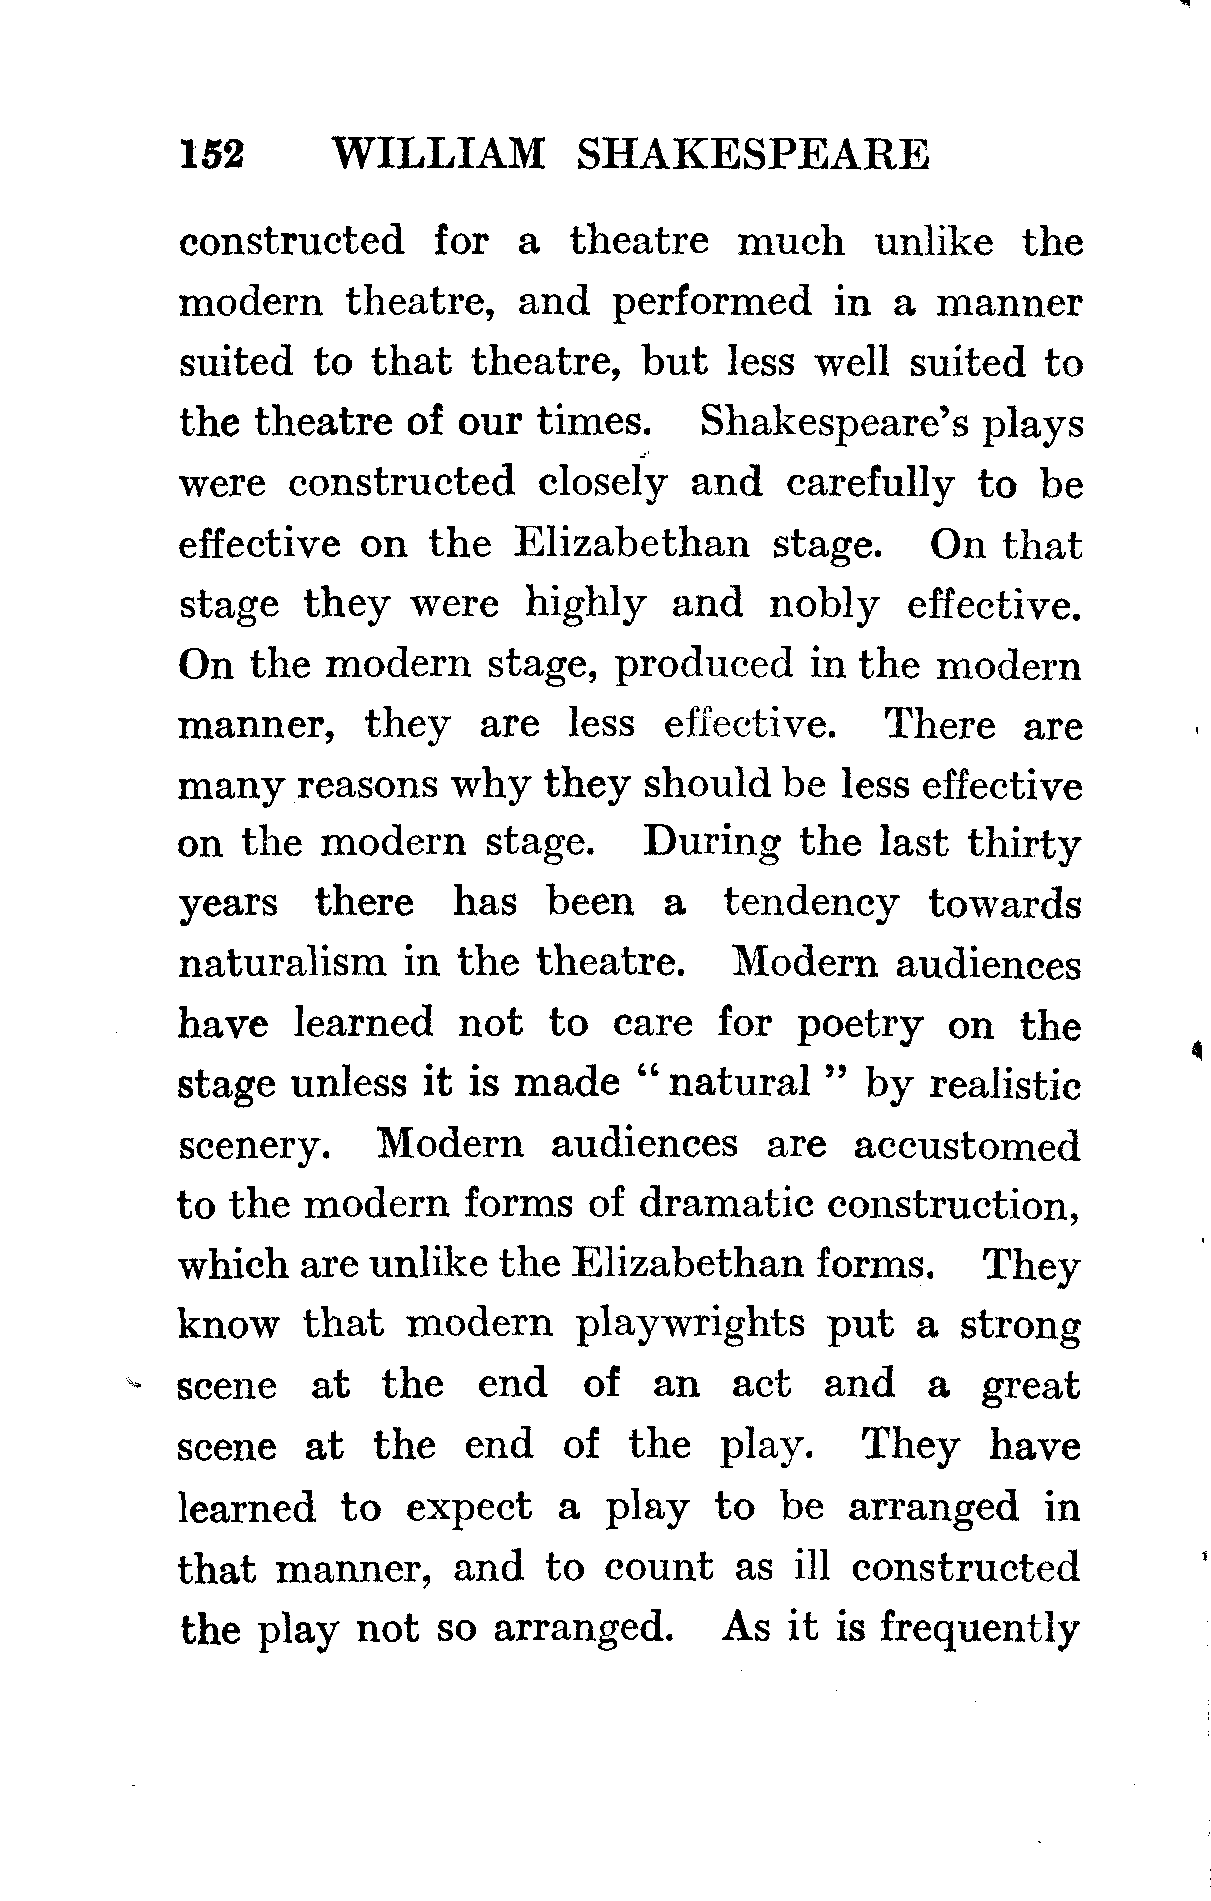 152 WILLIAM SHAKESPEARE
constructed for a theatre much unlike the
modern theatre, and performed in a manner
suited to that theatre, but less well suited to
the theatre of our times. Shakespeare's plays
were constructed closely and carefully to be
effective on the Elizabethan stage. On that
stage they were highly and nobly effective.
On the modern stage, produced in the modern
manner, they are less effective. There are
many reasons why they should be less effective
on the modern stage. During the last thirty
years there has been a tendency towards
naturalism in the theatre. Modern audiences
have learned not to care for poetry on the
stage unless it is made “ natural ” by realistic
scenery. Modern audiences are accustomed
to the modern forms of dramatic construction,
which are unlike the Elizabethan forms. They
know that modern playwrights put a strong
scene at the end of an act and a great
scene at the end of the play. They have
learned to expect a play to be arranged in
that manner, and to count as ill constructed
the play not so arranged. As it is frequently